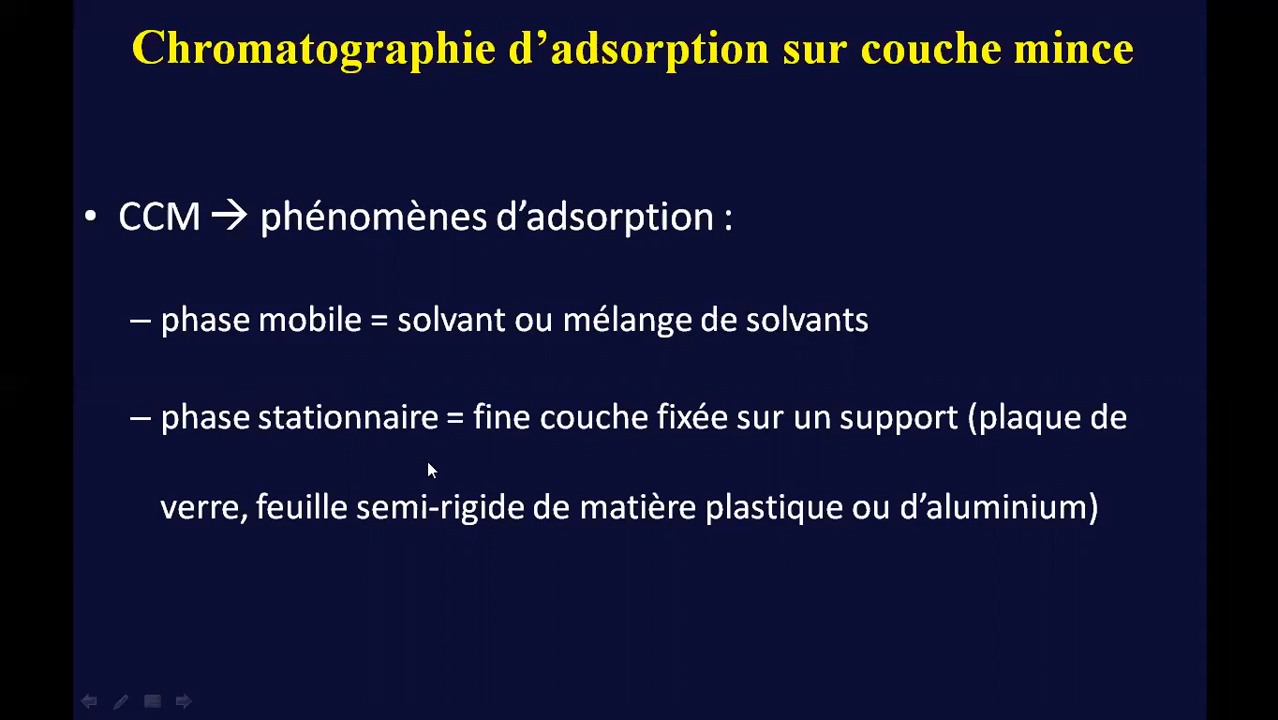 Chromatographie d’adsorption sur couche mince
• CCM → phénomènes d’adsorption :
– phase mobile = solvant ou mélange de solvants
– phase stationnaire = fine couche fixée sur un support (plaque de
verre, feuille semi-rigide de matière plastique ou d’aluminium)